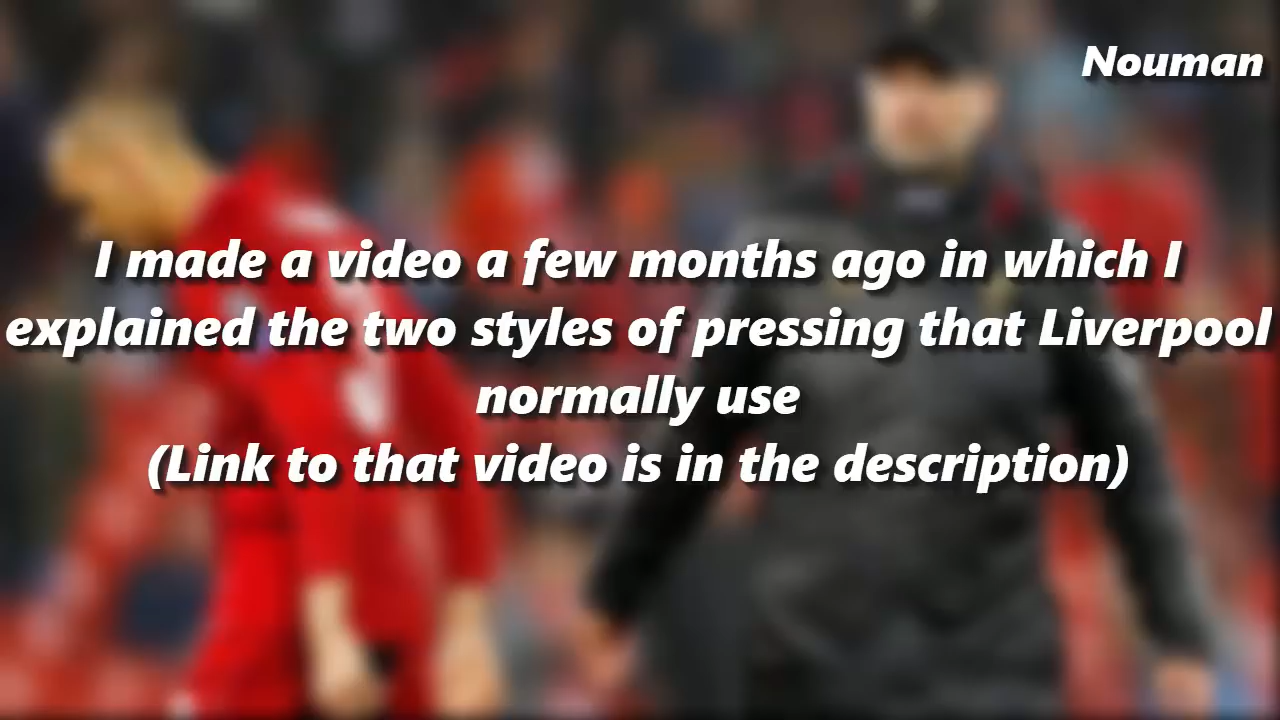 Nouman
I made a video a few months ago in which I
explained the two styles of pressing that Liverpool
normally use
(Link to that video is in the description)